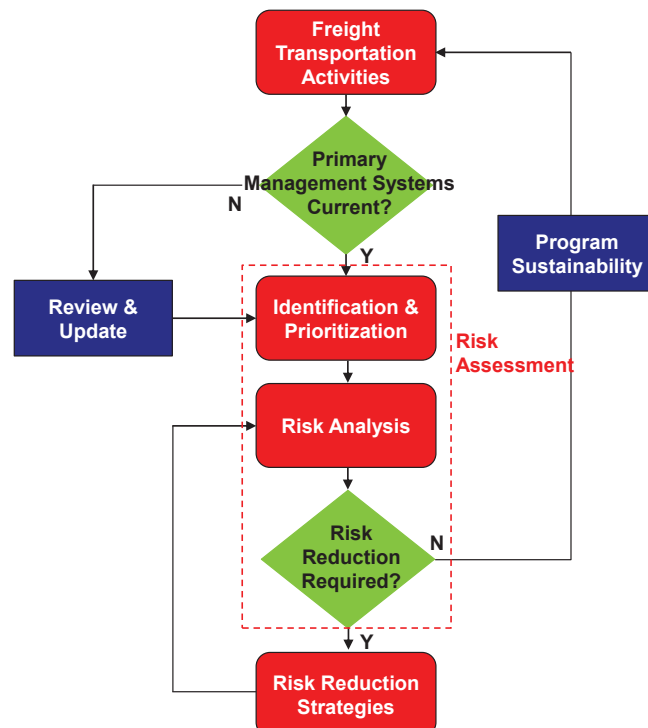 Freight
Transportation
Activities
Primary
Management Systems
Current?
N
Y
Program
Sustainability
Review &
Update
Identification &
Prioritization
Risk
Assessment
Risk Analysis
Risk
Reduction
Required?
N
Y
Risk Reduction
Strategies